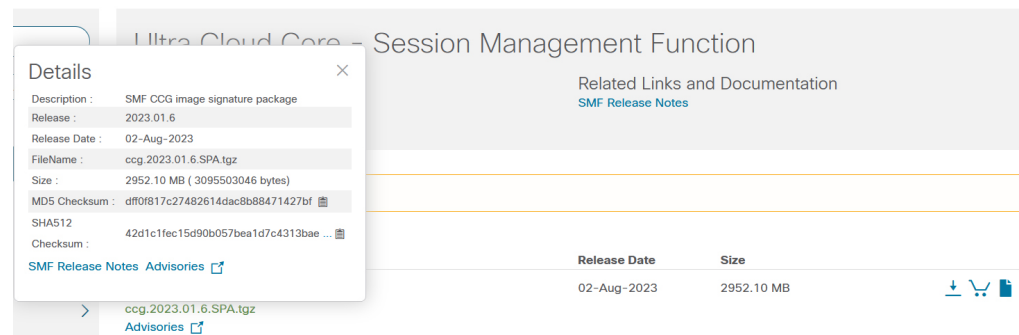 Ultra Cloud Core - Session Management Function
Details
Related Links and Documentation
SMF Release Notes
Description : SMF CCG image signature package
Release : 2023.01.6
Release Date : 02-Aug-2023
FileName : ccg.2023.01.6.SPA.tgz
Size : 2952.10 MB ( 3095503046 bytes)
MD5 Checksum : dff0f817c27482614dac8b88471427bf
SHA512
Checksum : 42d1c1fec15d90b057bea1d7c4313bae ...
SMF Release Notes Advisories
Release Date Size
02-Aug-2023 2952.10 MB
ccg.2023.01.6.SPA.tgz
Advisories